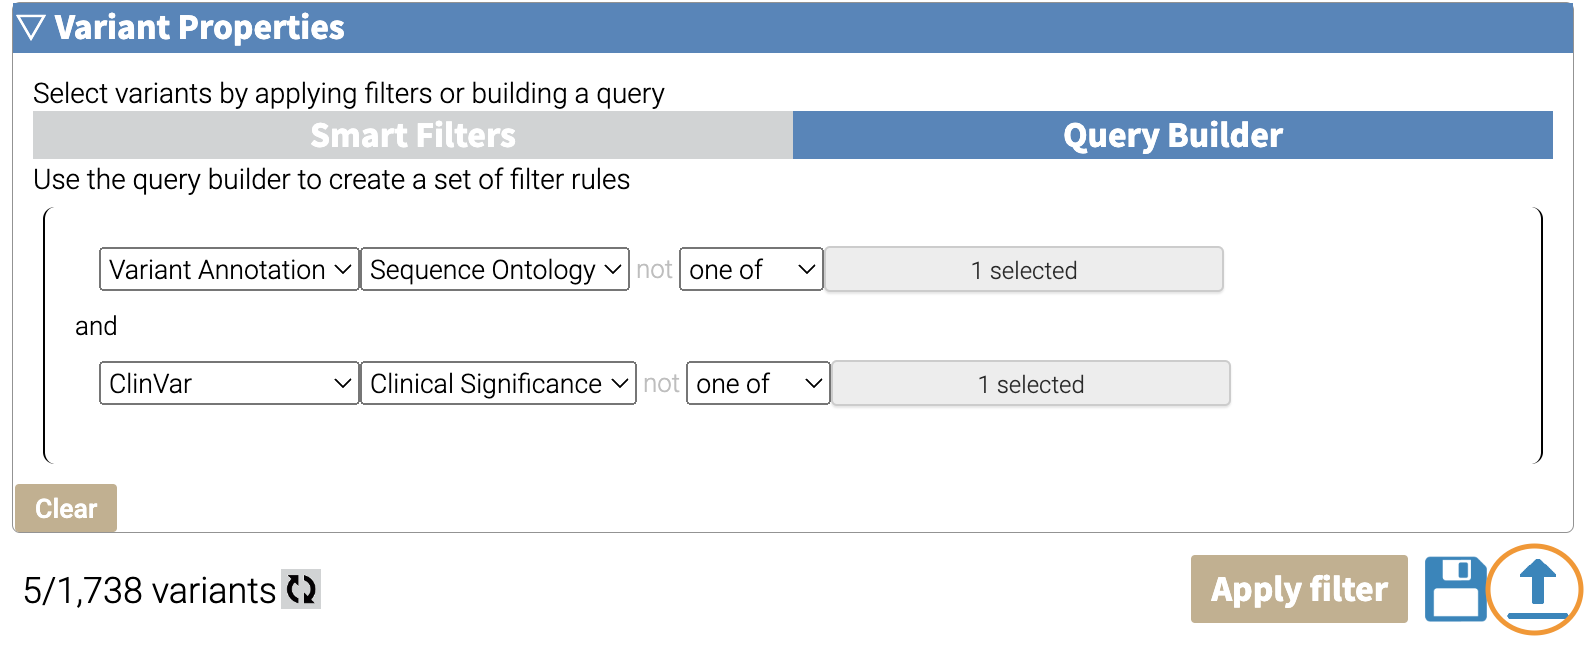 Variant Properties
Select variants by applying filters or building a query
Smart Filters Query Builder
Use the query builder to create a set of filter rules
Variant Annotation Sequence Ontology not one of 1 selected
and
ClinVar Clinical Significance not one of 1 selected
Clear
5/1,738 variants Apply filter